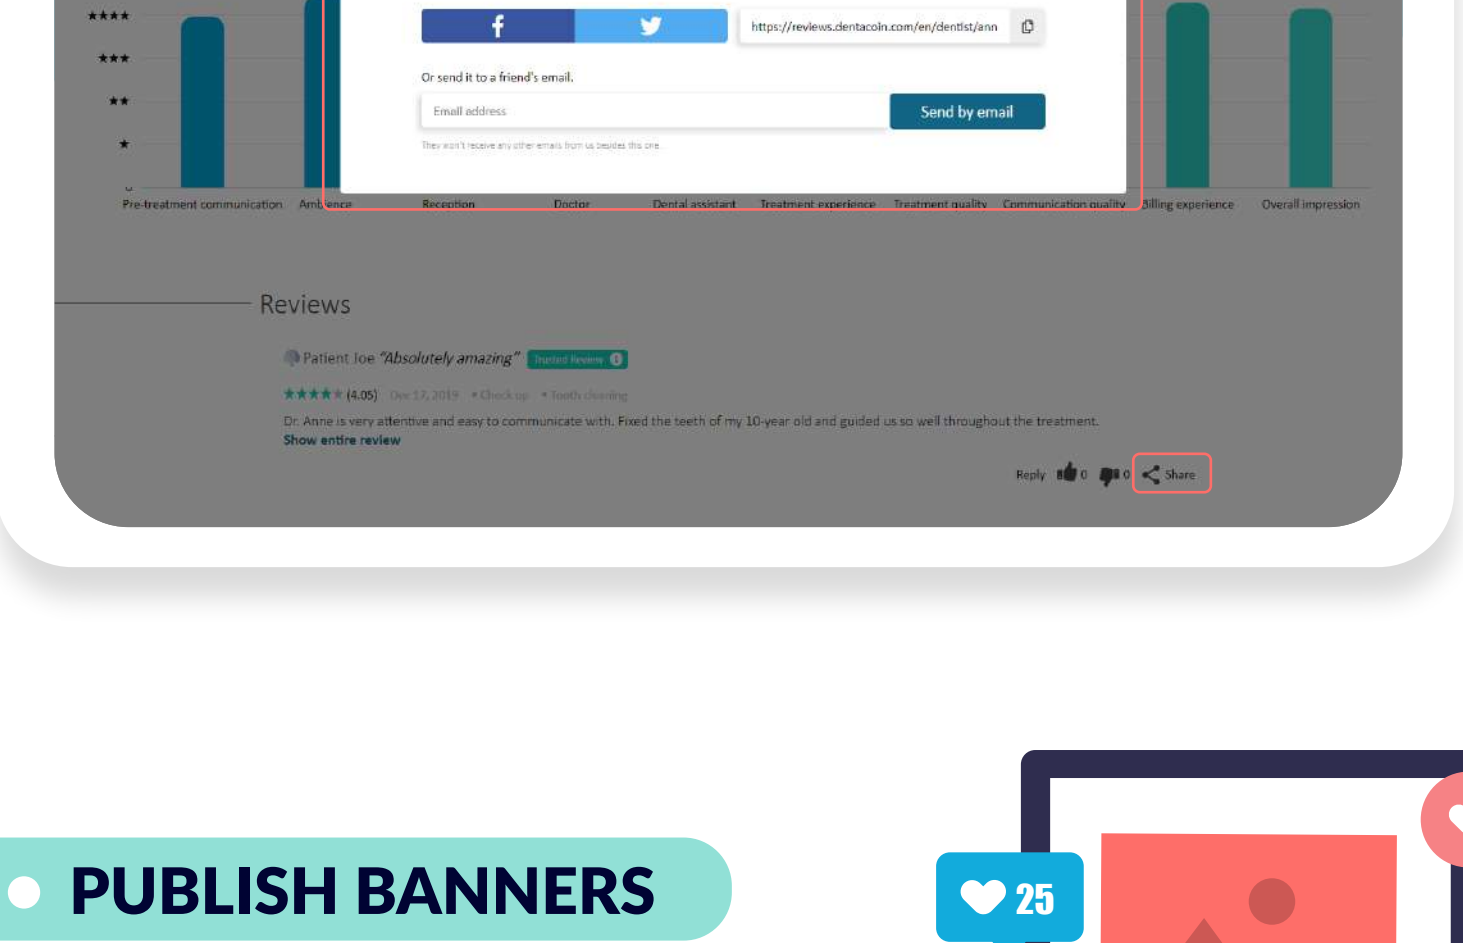 https://reviews.dentacoin.com/en/dentist/ann
Or send it to a friend's email.
Email address
Send by email
They won't receive any other emails from us besides this one.
Pre-treatment communication Ambience Reception Doctor Dental assistant Treatment experience Treatment quality Communication quality Billing experience Overall impression
Reviews
Patient Joe "Absolutely amazing" Trusted Review
(4.05) Dec 17, 2019 • Check up • Tooth cleaning
Dr. Anne is very attentive and easy to communicate with. Fixed the teeth of my 10-year old and guided us so well throughout the treatment.
Show entire review
Reply 0 0 Share
• PUBLISH BANNERS
25